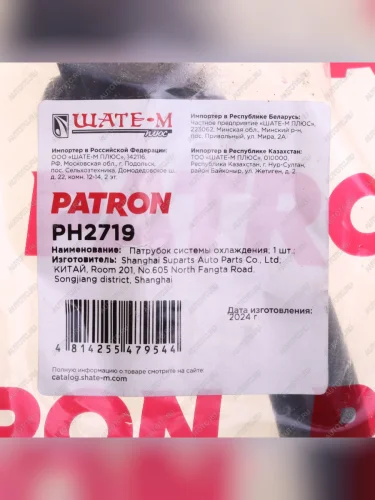 ШАТЕ-М
ПЛЮС
Импортер в Российской Федерации:
ООО «ШАТЕ-М ПЛЮС», 142116,
РФ, Московская обл., г. Подольск,
пос. Сельхозтехника, Домодедовское ш.
д. 22, комн. 12-14, 2 эт.
Импортер в Республике Беларусь:
Частное предприятие «ШАТЕ-М ПЛЮС»,
223062, Минская обл., Минский р-н,
пос. Привольный, ул. Мира, 2А
Импортер в Республике Казахстан:
ТОО «ШАТЕ-М ПЛЮС», 010000,
Республика Казахстан, г. Нур-Султан,
район Байконыр, ул. Жетиген, д. 2
PATRON
PH2719
Наименование: Патрубок системы охлаждения; 1 шт.;
Изготовитель: Shanghai Suparts Auto Parts Co., Ltd,
КИТАЙ, Room 201, No.605 North Fangta Road,
Songjiang district, Shanghai
Дата изготовления:
2024 г
4 814255 479544
Полную информацию о товаре смотрите на сайте
catalog.shate-m.com
RON
PATRON